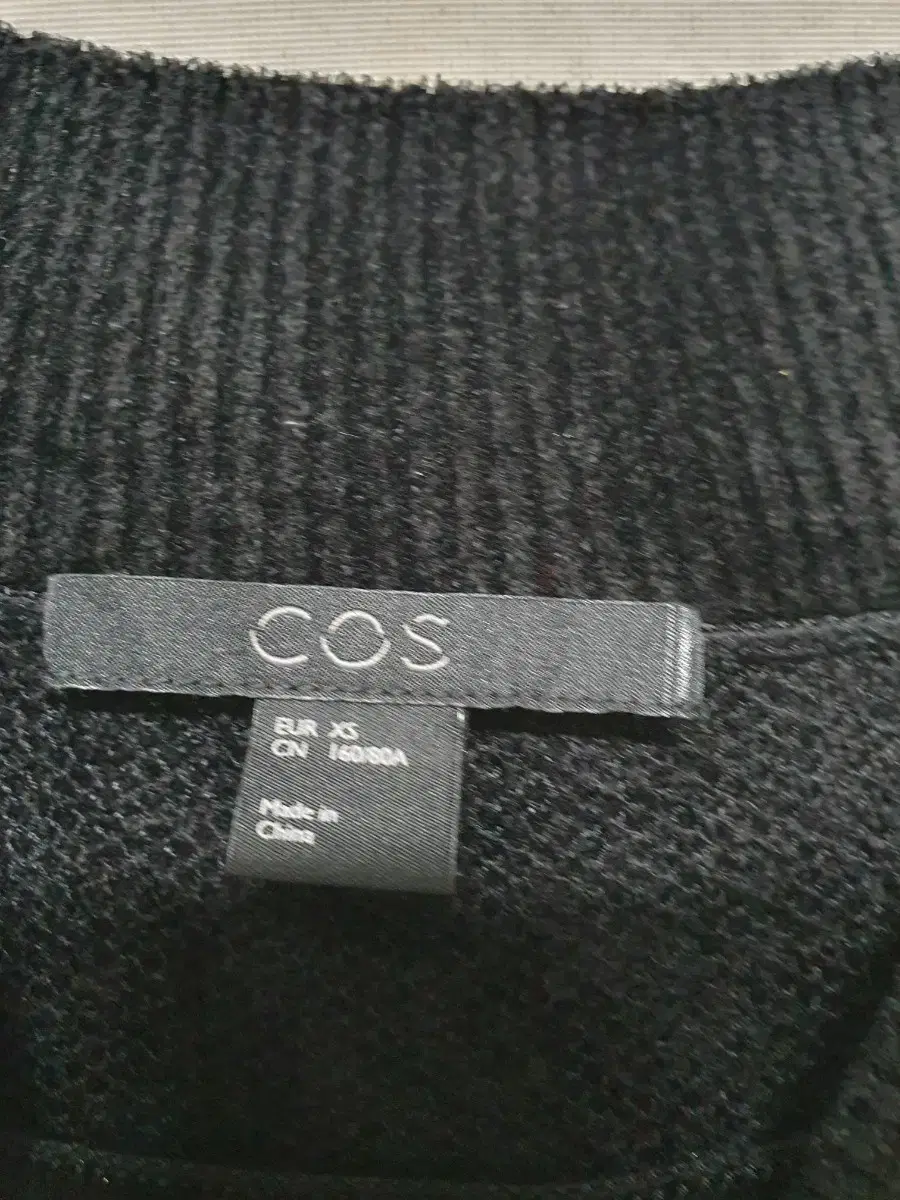 COS
EUR XS
CN 160/80A
Made in
China